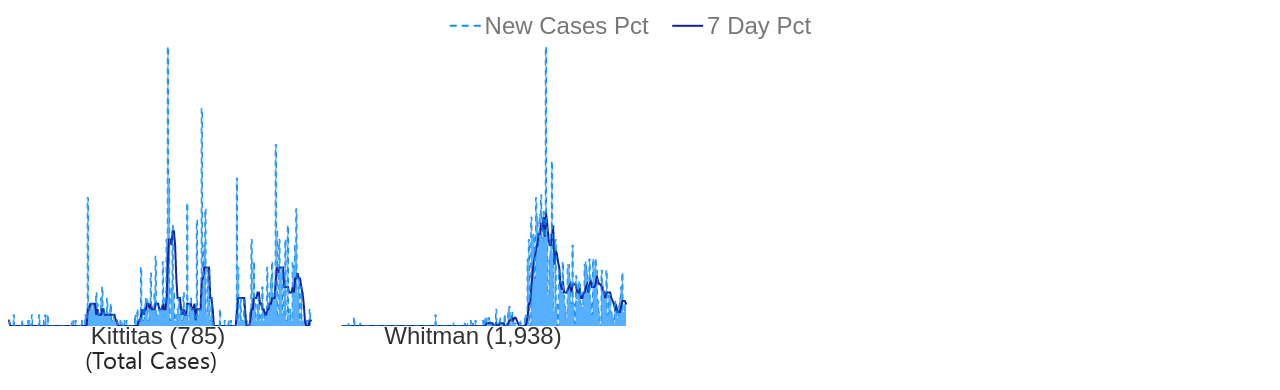 New Cases Pct 7 Day Pct
Kittitas (785) Whitman (1,938)
(Total Cases)